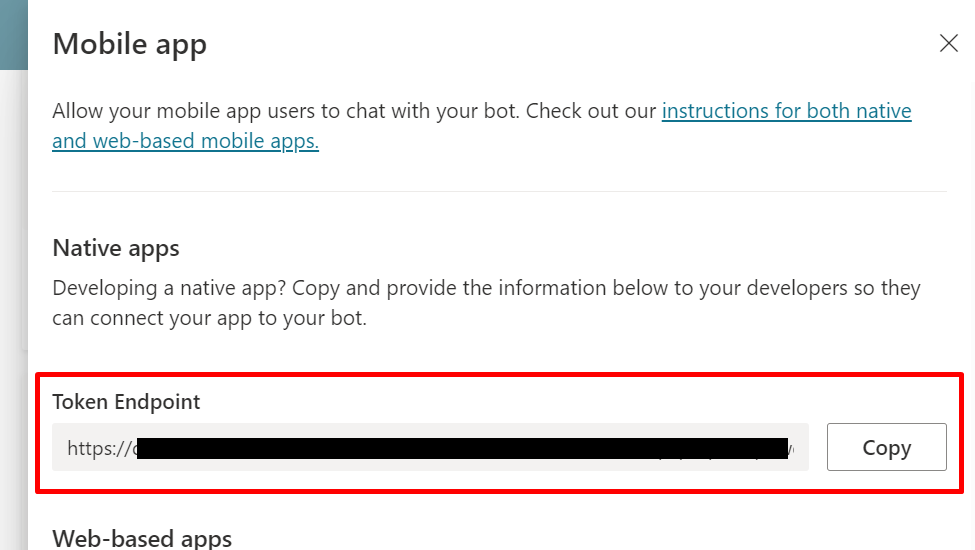 Mobile app
Allow your mobile app users to chat with your bot. Check out our instructions for both native
and web-based mobile apps.
Native apps
Developing a native app? Copy and provide the information below to your developers so they
can connect your app to your bot.
Token Endpoint
https://
Copy
Web-based apps